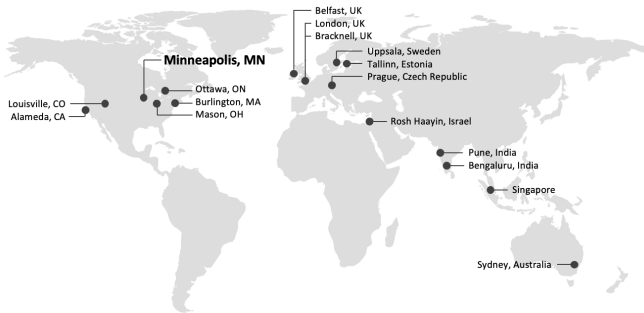 Belfast, UK
London, UK
Bracknell, UK
Uppsala, Sweden
Minneapolis, MN
Tallinn, Estonia
Prague, Czech Republic
Ottawa, ON
Louisville, CO
Burlington, MA
Alameda, CA
Mason, OH
Rosh Haayin, Israel
Pune, India
Bengaluru, India
Singapore
Sydney, Australia